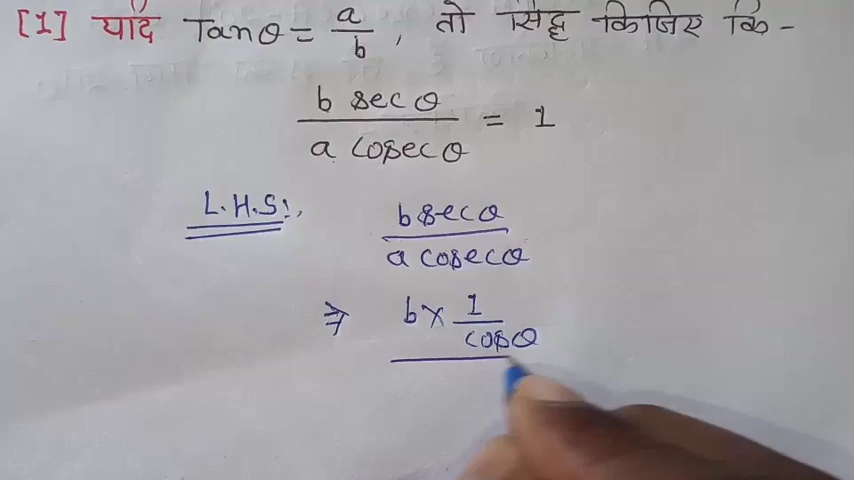 [1] यदि Tanθ = a/b, तो सिद्ध किजिए कि -
b secθ / a cosecθ = 1
L.H.S:, b secθ / a cosecθ
⇒ b × 1/cosθ